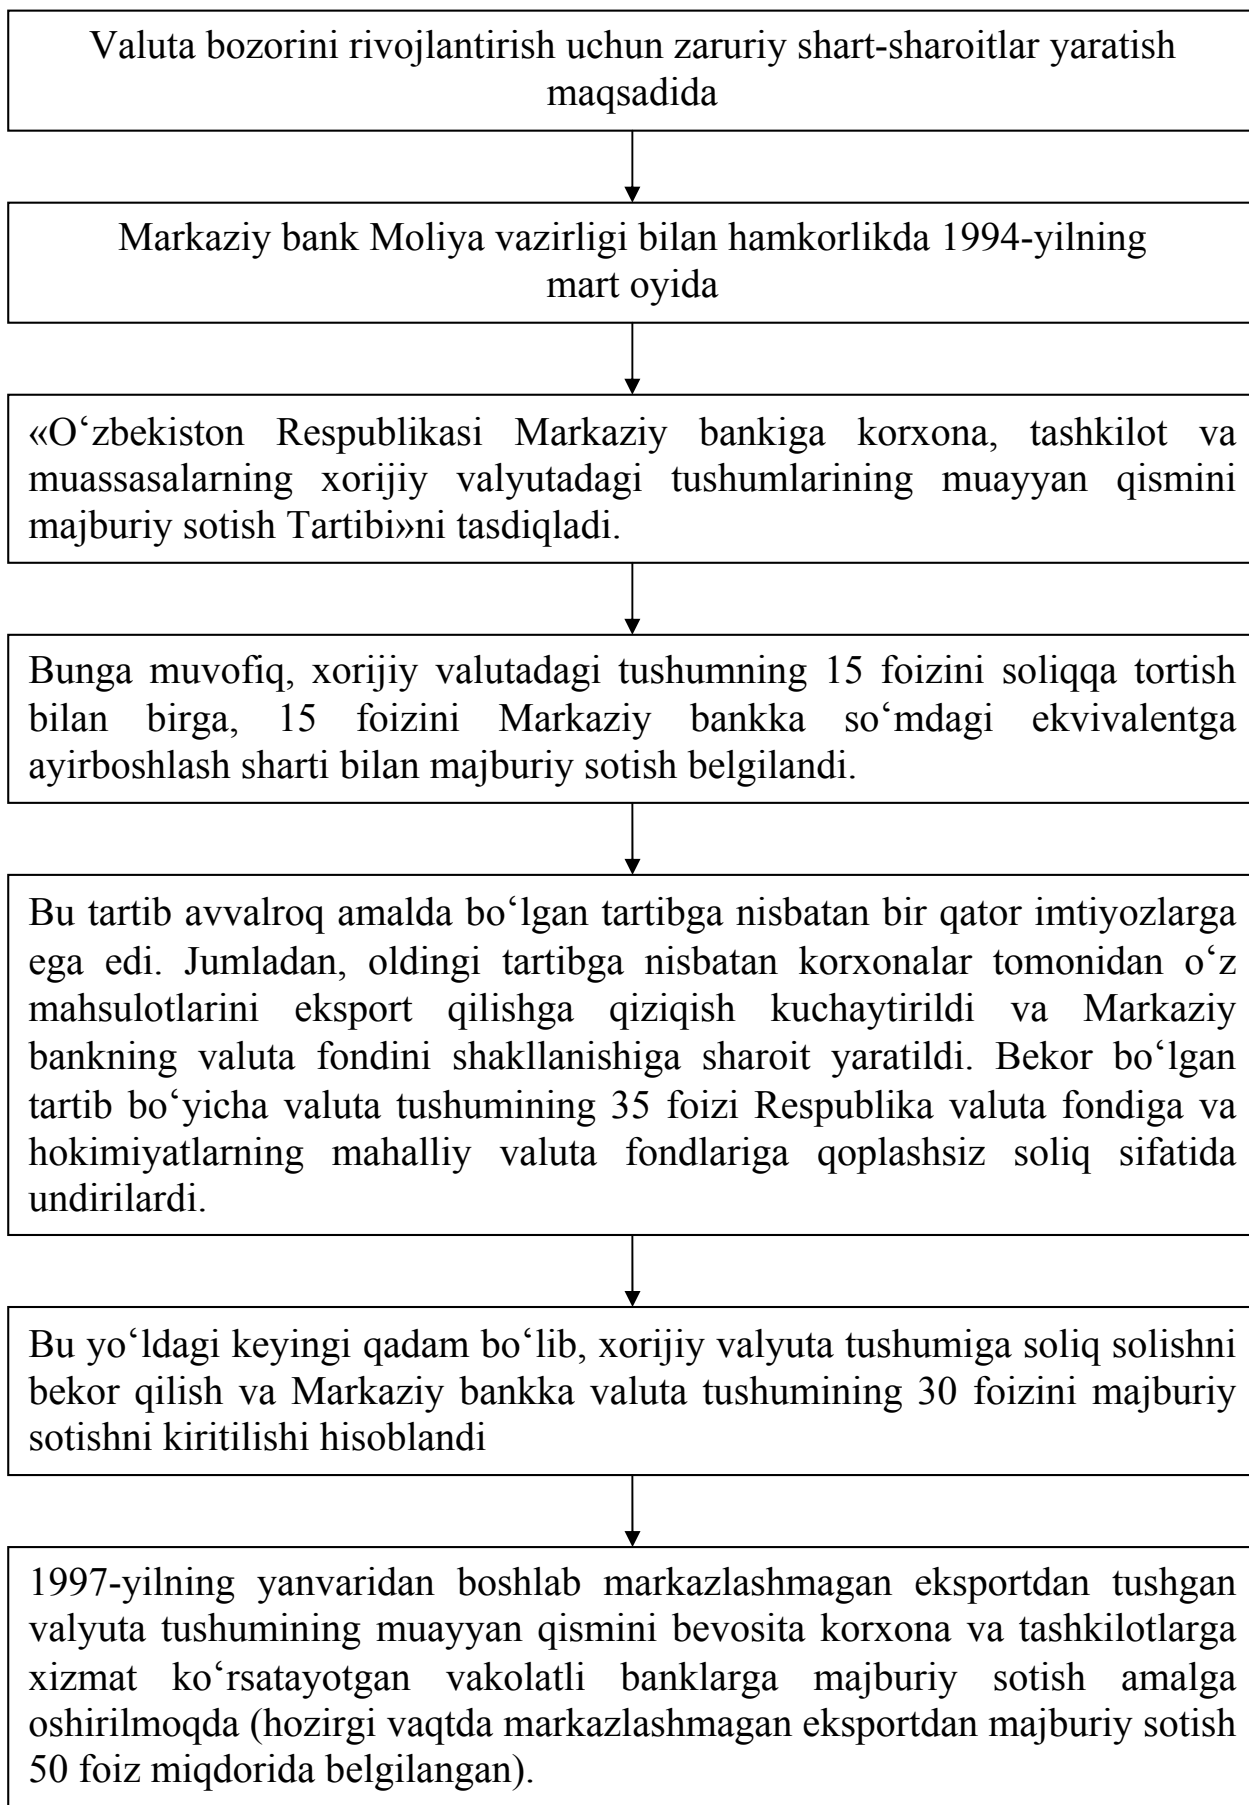 Valuta bozorini rivojlantirish uchun zaruriy shart-sharoitlar yaratish
maqsadida
Markaziy bank Moliya vazirligi bilan hamkorlikda 1994-yilning
mart oyida
«O‘zbekiston Respublikasi Markaziy bankiga korxona, tashkilot va
muassasalarning xorijiy valyutadagi tushumlarining muayyan qismini
majburiy sotish Tartibi»ni tasdiqladi.
Bunga muvofiq, xorijiy valutadagi tushumning 15 foizini soliqqa tortish
bilan birga, 15 foizini Markaziy bankka so‘mdagi ekvivalentga
ayirboshlash sharti bilan majburiy sotish belgilandi.
Bu tartib avvalroq amalda bo‘lgan tartibga nisbatan bir qator imtiyozlarga
ega edi. Jumladan, oldingi tartibga nisbatan korxonalar tomonidan o‘z
mahsulotlarini eksport qilishga qiziqish kuchaytirildi va Markaziy
bankning valuta fondini shakllanishiga sharoit yaratildi. Bekor bo‘lgan
tartib bo‘yicha valuta tushumining 35 foizi Respublika valuta fondiga va
hokimiyatlarning mahalliy valuta fondlariga qoplashsiz soliq sifatida
undirilardi.
Bu yo‘ldagi keyingi qadam bo‘lib, xorijiy valyuta tushumiga soliq solishni
bekor qilish va Markaziy bankka valuta tushumining 30 foizini majburiy
sotishni kiritilishi hisoblandi
1997-yilning yanvaridan boshlab markazlashmagan eksportdan tushgan
valyuta tushumining muayyan qismini bevosita korxona va tashkilotlarga
xizmat ko‘rsatayotgan vakolatli banklarga majburiy sotish amalga
oshirilmoqda (hozirgi vaqtda markazlashmagan eksportdan majburiy sotish
50 foiz miqdorida belgilangan).